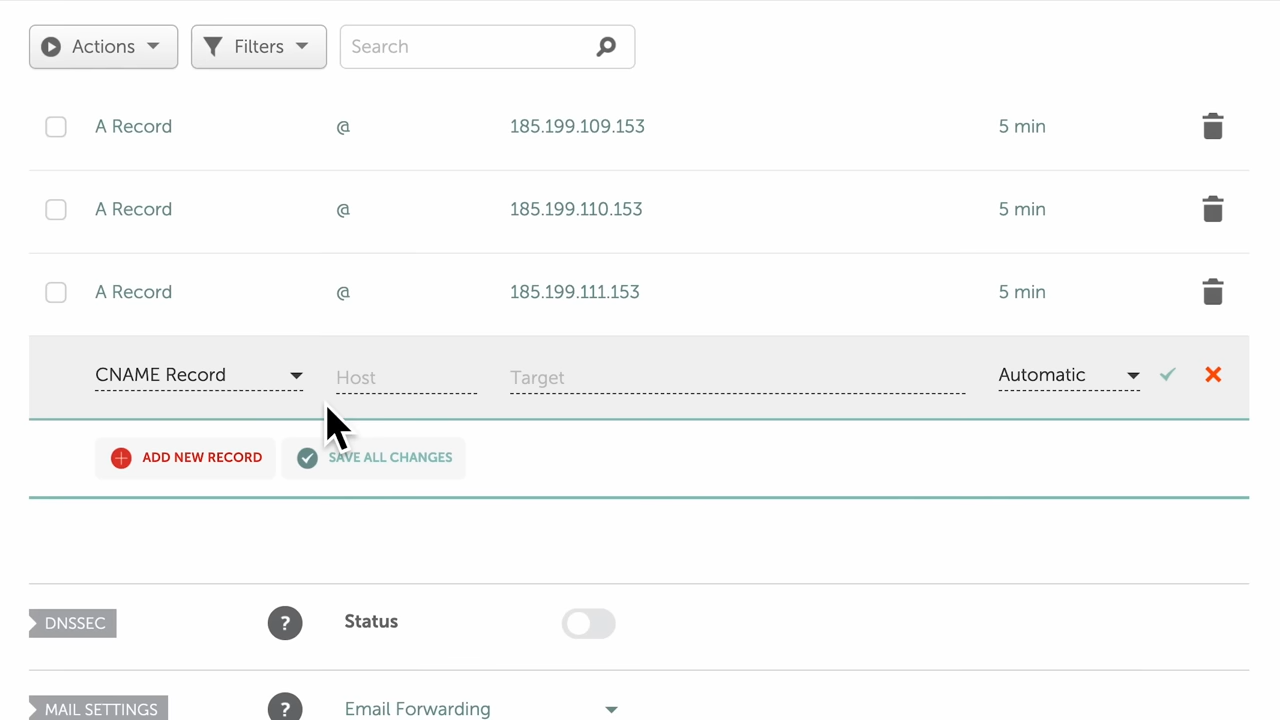 Actions Filters Search
A Record @ 185.199.109.153 5 min
A Record @ 185.199.110.153 5 min
A Record @ 185.199.111.153 5 min
CNAME Record Host Target Automatic
ADD NEW RECORD SAVE ALL CHANGES
DNSSEC ? Status
MAIL SETTINGS ? Email Forwarding